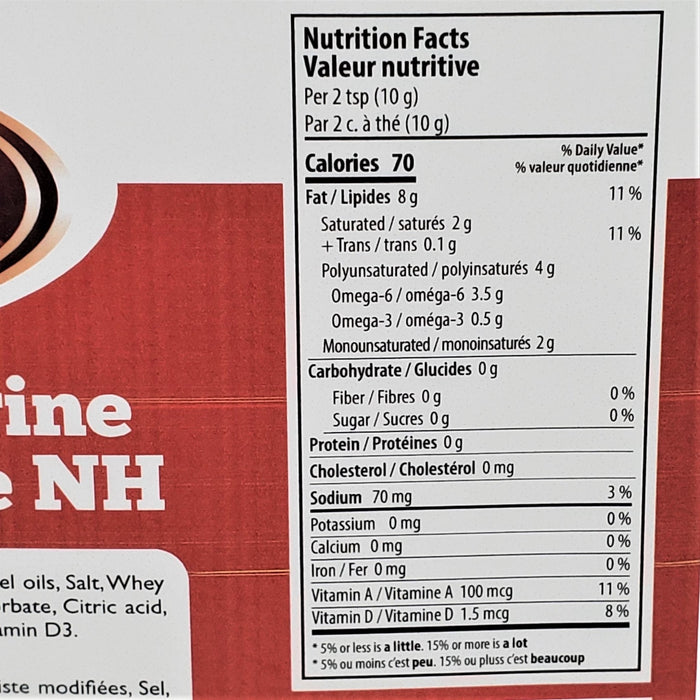 Nutrition Facts
Valeur nutritive
Per 2 tsp (10 g)
Par 2 c. à thé (10 g)
Calories 70
% Daily Value*
% valeur quotidienne*
Fat / Lipides 8 g 11 %
Saturated / saturés 2 g
+ Trans / trans 0.1 g 11 %
Polyunsaturated / polyinsaturés 4 g
Omega-6 / oméga-6 3.5 g
Omega-3 / oméga-3 0.5 g
Monounsaturated / monoinsaturés 2 g
Carbohydrate / Glucides 0 g
Fiber / Fibres 0 g 0 %
Sugar / Sucres 0 g 0 %
Protein / Protéines 0 g
Cholesterol / Cholestérol 0 mg
Sodium 70 mg 3 %
Potassium 0 mg 0 %
Calcium 0 mg 0 %
Iron / Fer 0 mg 0 %
Vitamin A / Vitamine A 100 mcg 11 %
Vitamin D / Vitamine D 1.5 mcg 8 %
* 5% or less is a little. 15% or more is a lot
* 5% ou moins c'est peu. 15% ou pluss c'est beaucoup
rine
e NH
el oils, Salt, Whey
rbate, Citric acid,
amin D3.
iste modifiées, Sel,